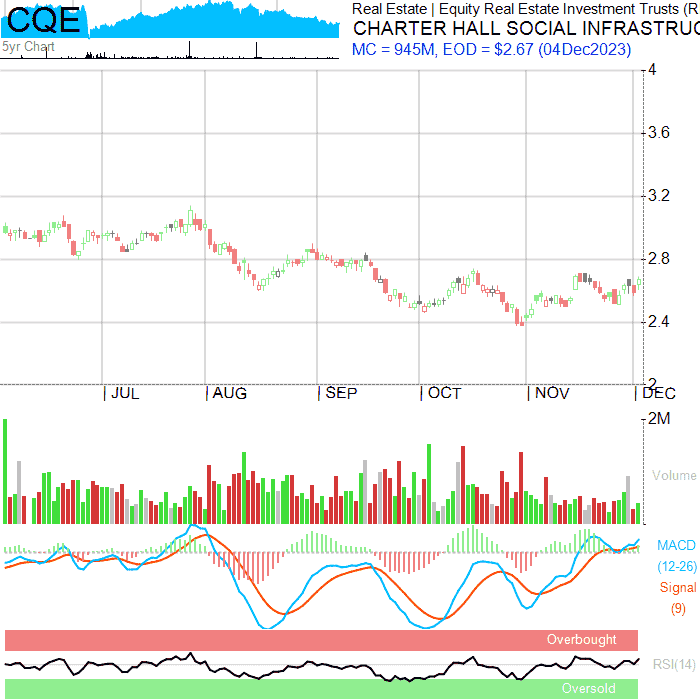 CQE
5yr Chart
Real Estate | Equity Real Estate Investment Trusts (R
CHARTER HALL SOCIAL INFRASTRUC
MC = 945M, EOD = $2.67 (04Dec2023)
4
3.6
3.2
2.8
2.4
2
| JUL | AUG | SEP | OCT | NOV | DEC
2M
Volume
MACD
(12-26)
Signal
(9)
Overbought
RSI(14)
Oversold